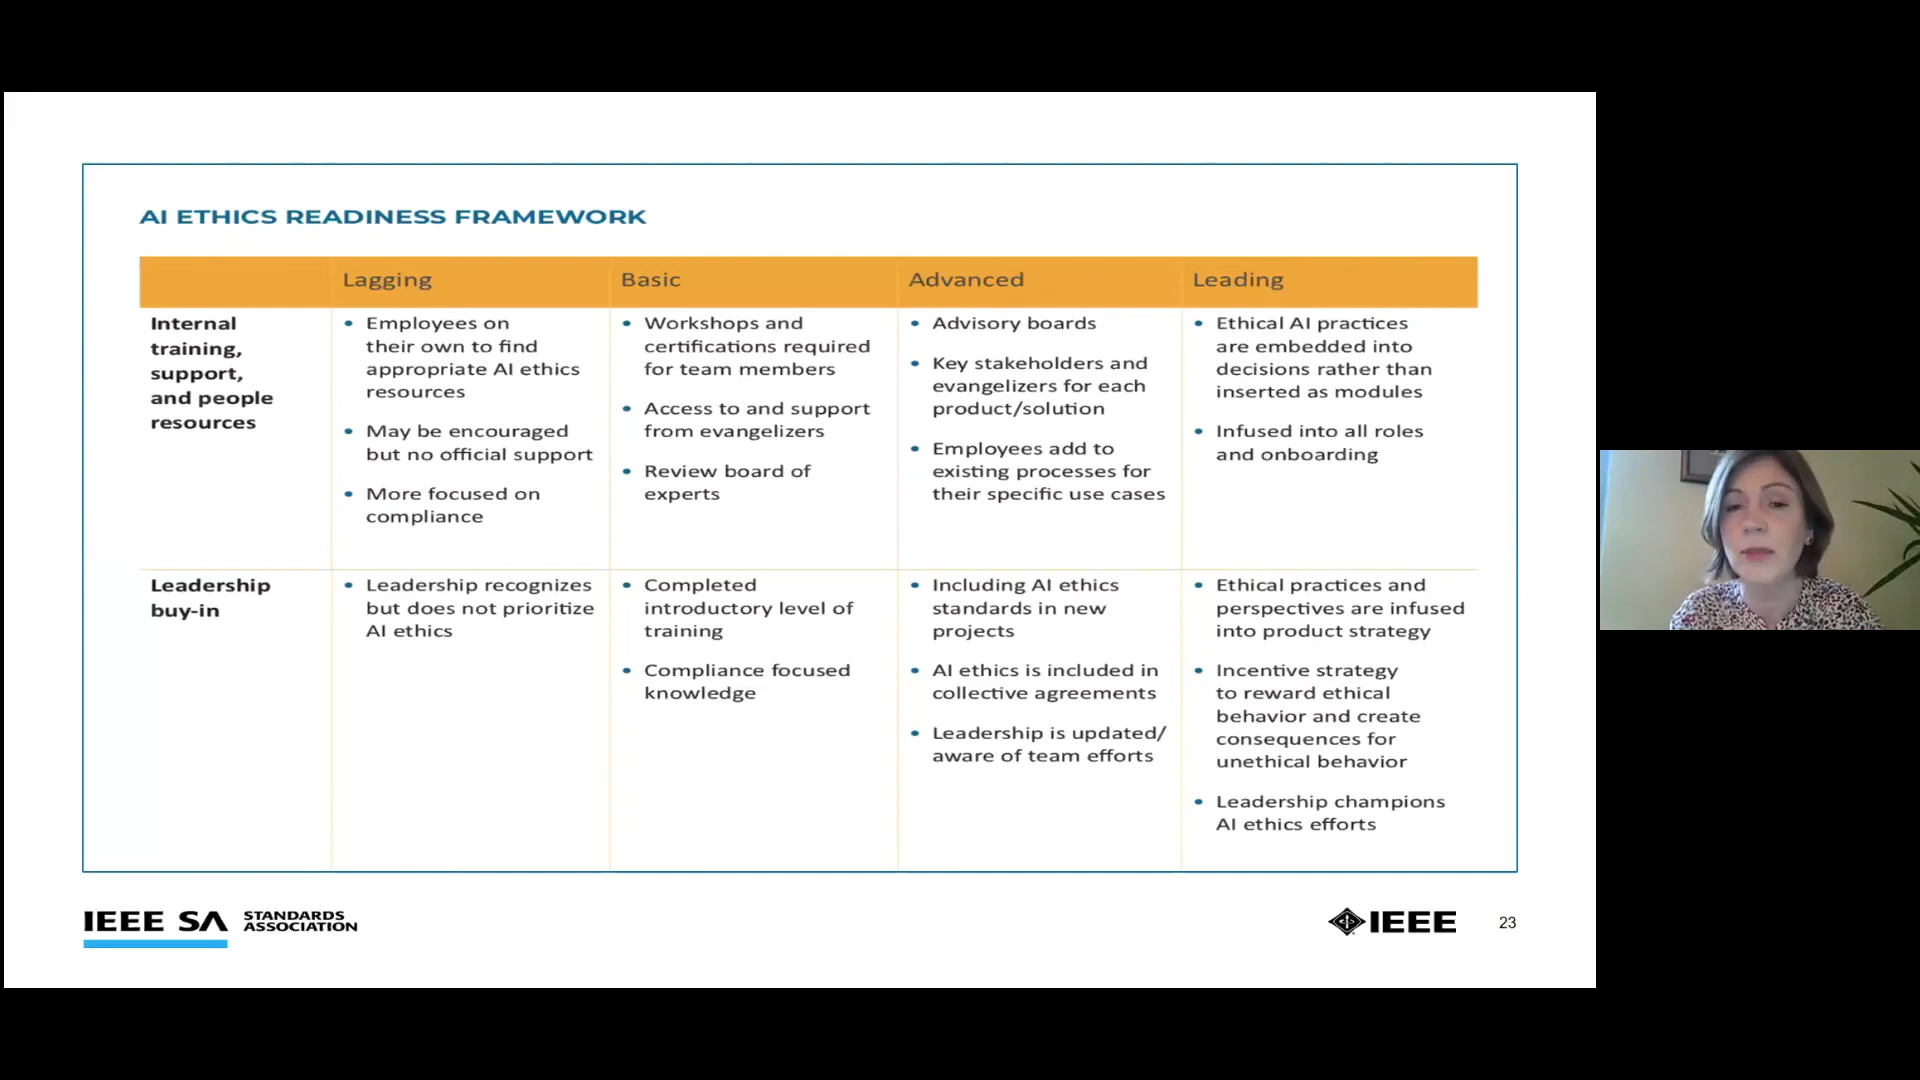 AI ETHICS READINESS FRAMEWORK
Lagging
Basic
Advanced
Leading
Internal
training,
support,
and people
resources
• Employees on
their own to find
appropriate AI ethics
resources
• May be encouraged
but no official support
• More focused on
compliance
• Workshops and
certifications required
for team members
• Access to and support
from evangelizers
• Review board of
experts
• Advisory boards
• Key stakeholders and
evangelizers for each
product/solution
• Employees add to
existing processes for
their specific use cases
• Ethical AI practices
are embedded into
decisions rather than
inserted as modules
• Infused into all roles
and onboarding
Leadership
buy-in
• Leadership recognizes
but does not prioritize
AI ethics
• Completed
introductory level of
training
• Compliance focused
knowledge
• Including AI ethics
standards in new
projects
• AI ethics is included in
collective agreements
• Leadership is updated/
aware of team efforts
• Ethical practices and
perspectives are infused
into product strategy
• Incentive strategy
to reward ethical
behavior and create
consequences for
unethical behavior
• Leadership champions
AI ethics efforts
IEEE SA
STANDARDS
ASSOCIATION
IEEE
23